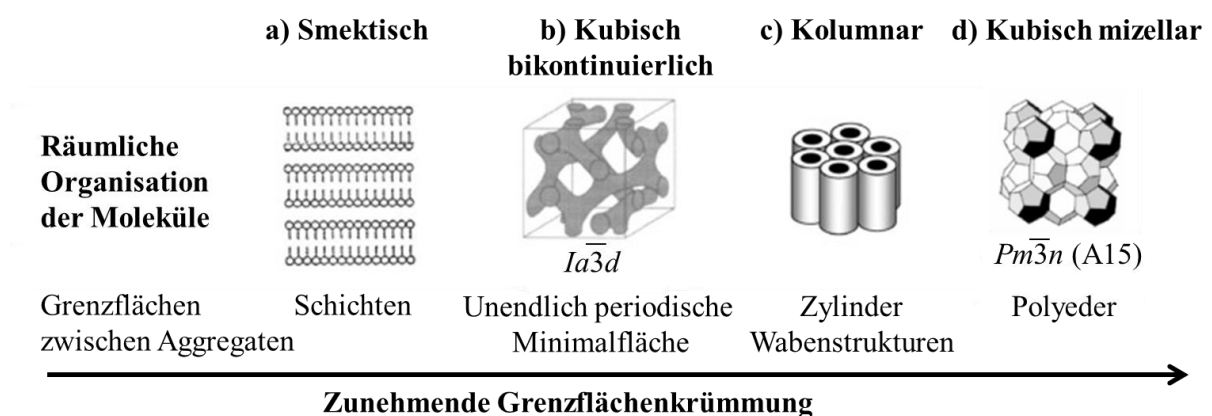 a) Smektisch
b) Kubisch
bikontinuierlich
c) Kolumnar
d) Kubisch mizellar
Räumliche
Organisation
der Moleküle
Ia3̅d
Pm3̅n (A15)
Grenzflächen
zwischen Aggregaten
Schichten
Unendlich periodische
Minimalfläche
Zylinder
Wabenstrukturen
Polyeder
Zunehmende Grenzflächenkrümmung